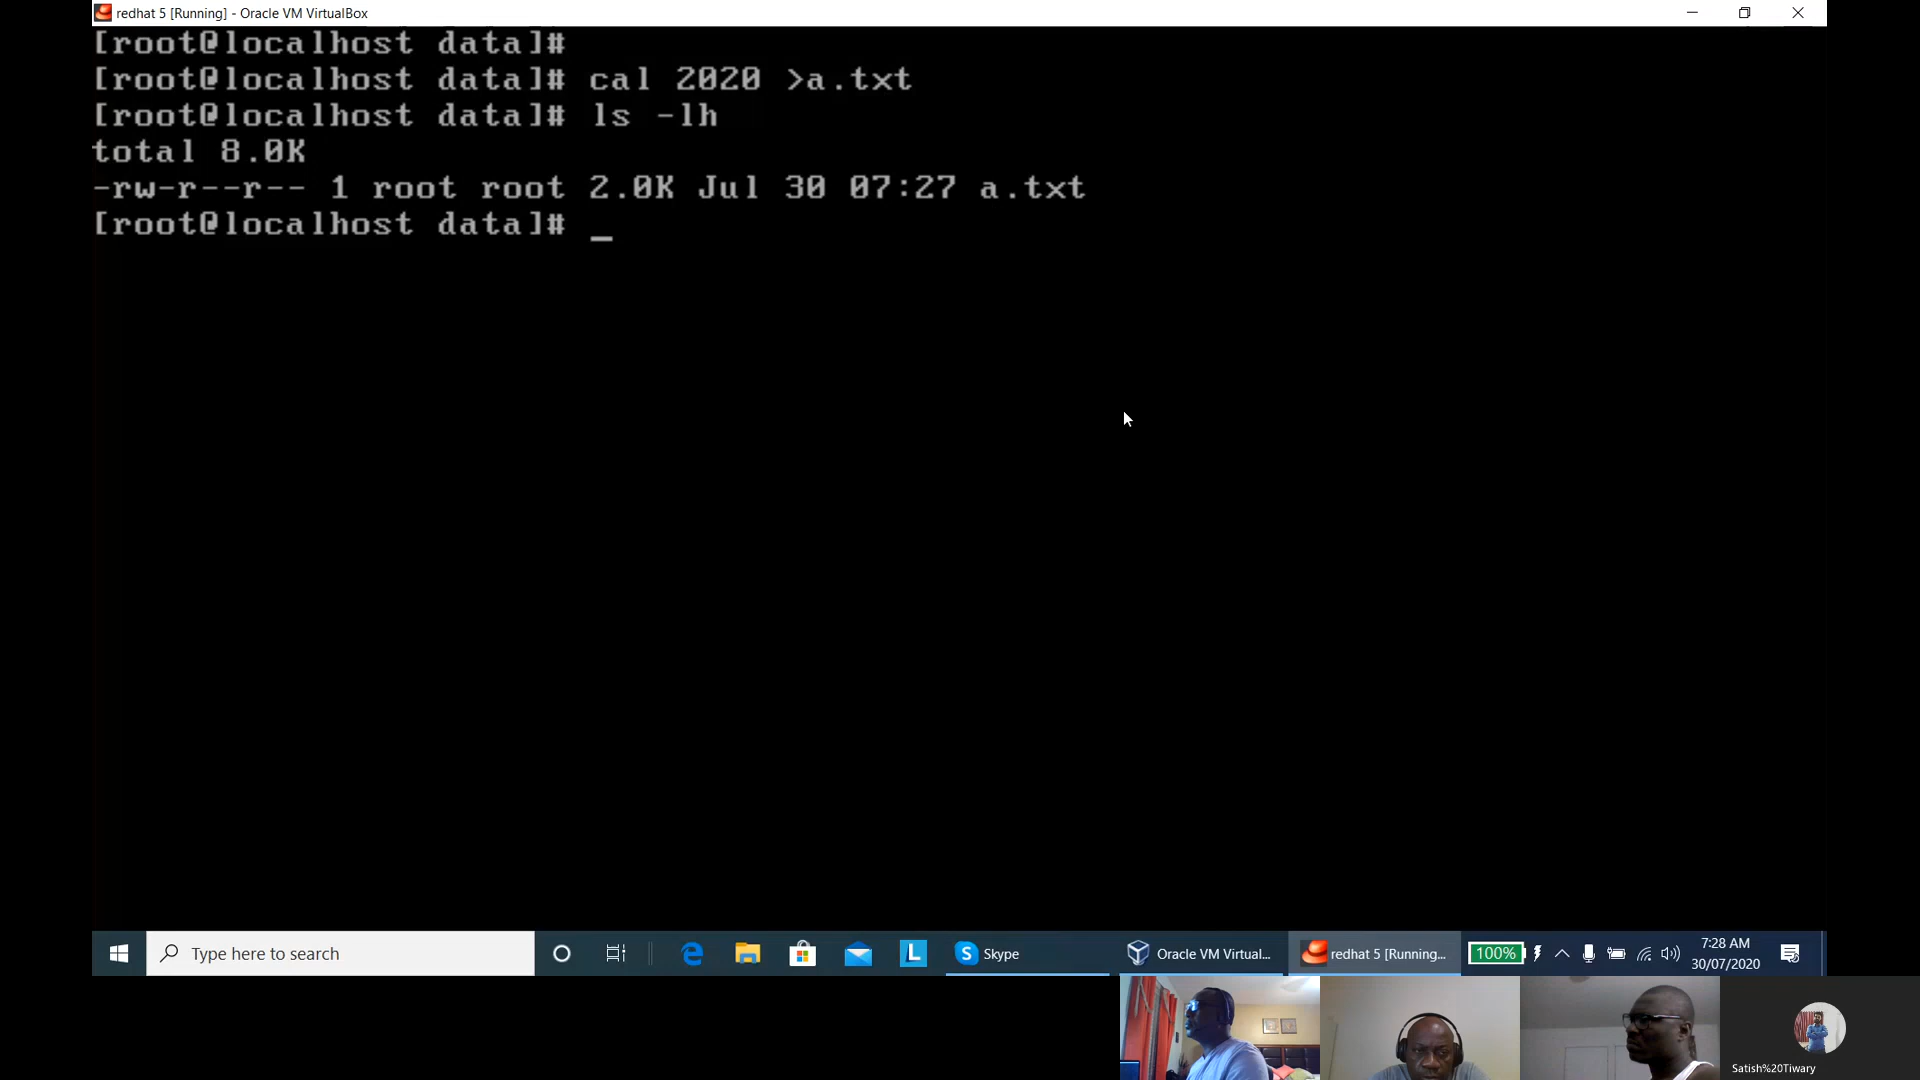 redhat 5 [Running] - Oracle VM VirtualBox
[root@localhost data]#
[root@localhost data]# cal 2020 >a.txt
[root@localhost data]# ls -lh
total 8.0K
-rw-r--r-- 1 root root 2.0K Jul 30 07:27 a.txt
[root@localhost data]# _
Type here to search
L
Skype
Oracle VM Virtual...
redhat 5 [Running...
100%
7:28 AM
30/07/2020
Satish%20Tiwary